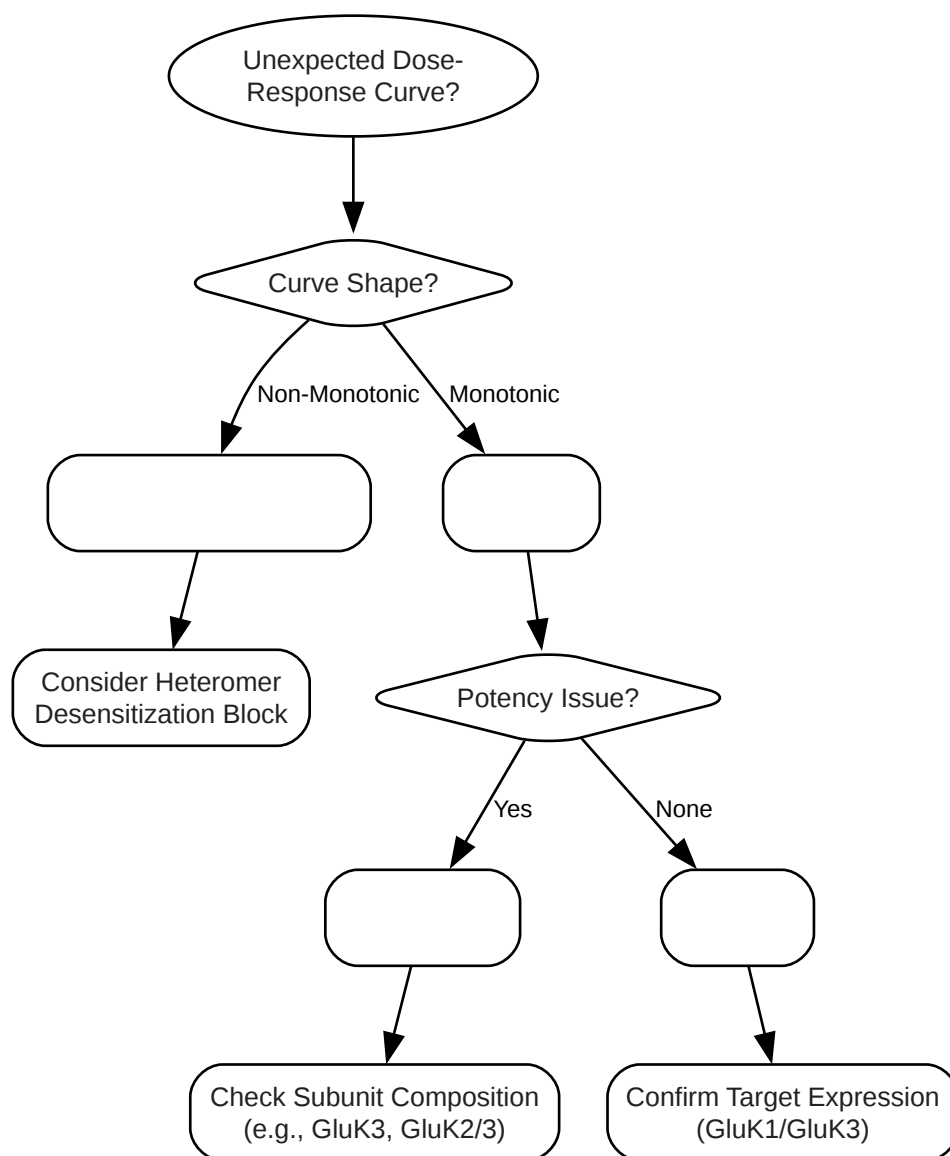 Unexpected Dose-
Response Curve?
Curve Shape?
Non-Monotonic
Monotonic
Consider Heteromer
Desensitization Block
Potency Issue?
Yes
None
Check Subunit Composition
(e.g., GluK3, GluK2/3)
Confirm Target Expression
(GluK1/GluK3)